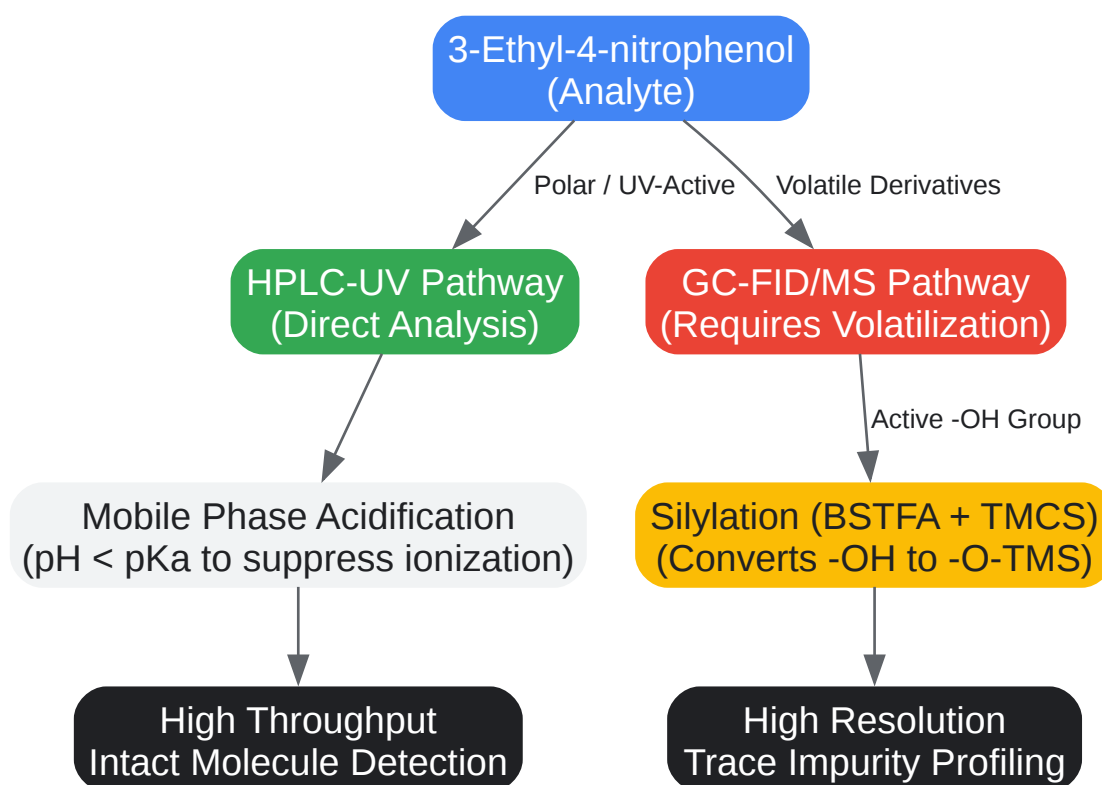 3-Ethyl-4-nitrophenol
(Analyte)
Polar / UV-Active
Volatile Derivatives
HPLC-UV Pathway
(Direct Analysis)
GC-FID/MS Pathway
(Requires Volatilization)
Active -OH Group
Mobile Phase Acidification
(pH < pKa to suppress ionization)
Silylation (BSTFA + TMCS)
(Converts -OH to -O-TMS)
High Throughput
Intact Molecule Detection
High Resolution
Trace Impurity Profiling